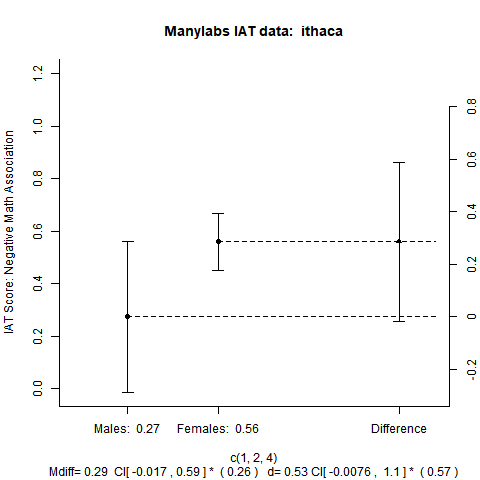 Manylabs IAT data:  ithaca
IAT Score: Negative Math Association
1.2
1.0
0.8
0.6
0.4
0.2
0.0
0.8
0.6
0.4
0.2
0
-0.2
Males:  0.27
Females:  0.56
Difference
c(1, 2, 4)
Mdiff= 0.29  CI[ -0.017 , 0.59 ] *  ( 0.26 )   d= 0.53 CI[ -0.0076 ,  1.1 ] *  ( 0.57 )